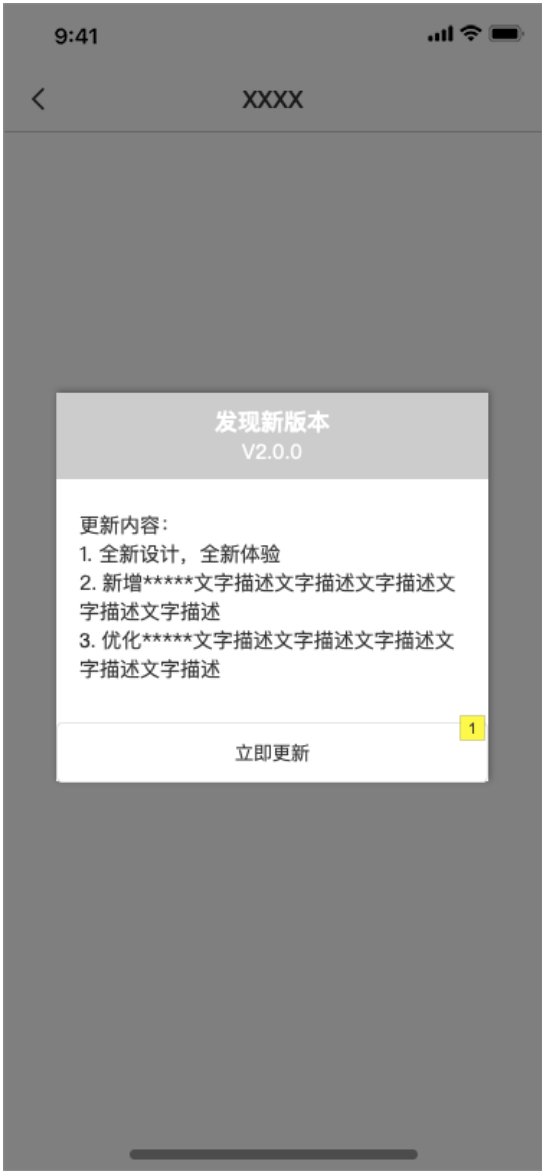 9:41
XXXX
发现新版本
V2.0.0
更新内容：
1. 全新设计，全新体验
2. 新增*****文字描述文字描述文字描述文
字描述文字描述
3. 优化*****文字描述文字描述文字描述文
字描述文字描述
1
立即更新